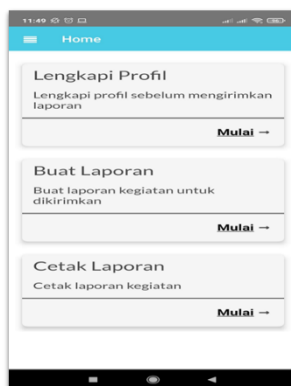 11:49
Home
Lengkapi Profil
Lengkapi profil sebelum mengirimkan
laporan
Mulai →
Buat Laporan
Buat laporan kegiatan untuk
dikirimkan
Mulai →
Cetak Laporan
Cetak laporan kegiatan
Mulai →